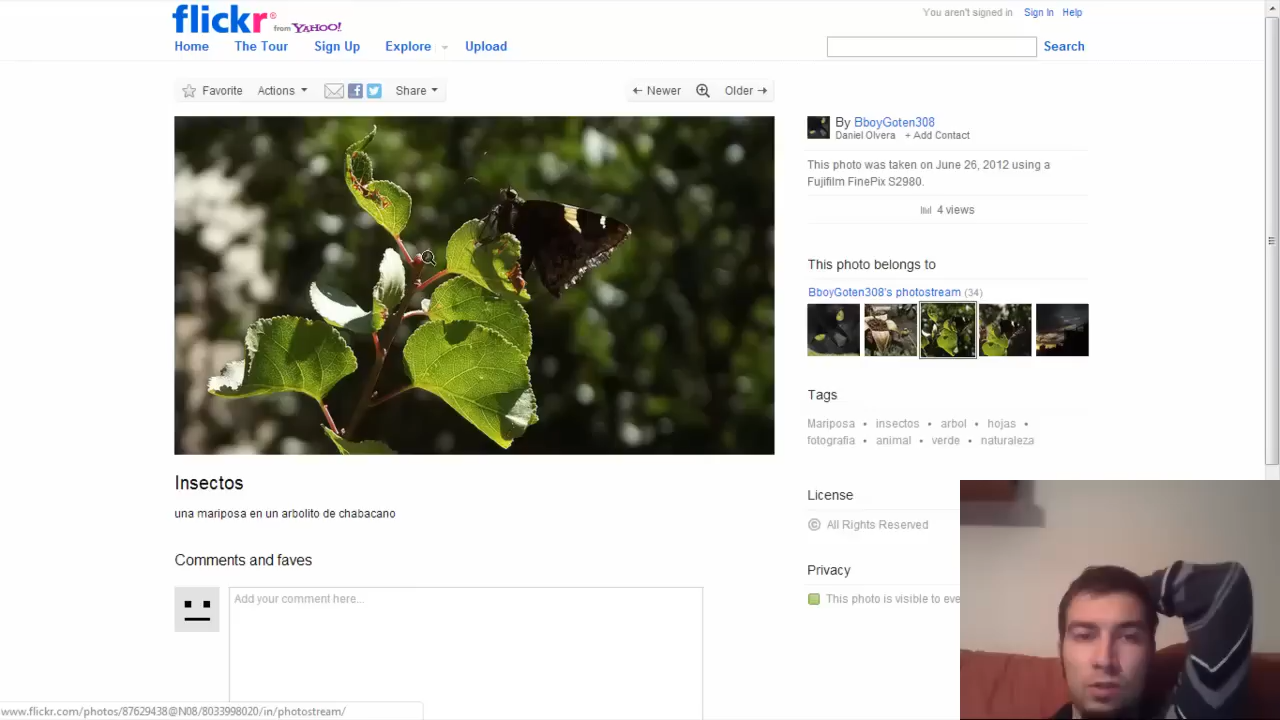 flickr® from YAHOO!
You aren't signed in Sign In Help
Home The Tour Sign Up Explore Upload
Search
Favorite Actions Share
← Newer Older →
By BboyGoten308
Daniel Olvera + Add Contact
This photo was taken on June 26, 2012 using a
Fujifilm FinePix S2980.
4 views
This photo belongs to
BboyGoten308's photostream (34)
Tags
Mariposa • insectos • arbol • hojas •
fotografia • animal • verde • naturaleza
Insectos
una mariposa en un arbolito de chabacano
License
© All Rights Reserved
Comments and faves
Privacy
This photo is visible to eve
Add your comment here...
www.flickr.com/photos/87629438@N08/8033998020/in/photostream/